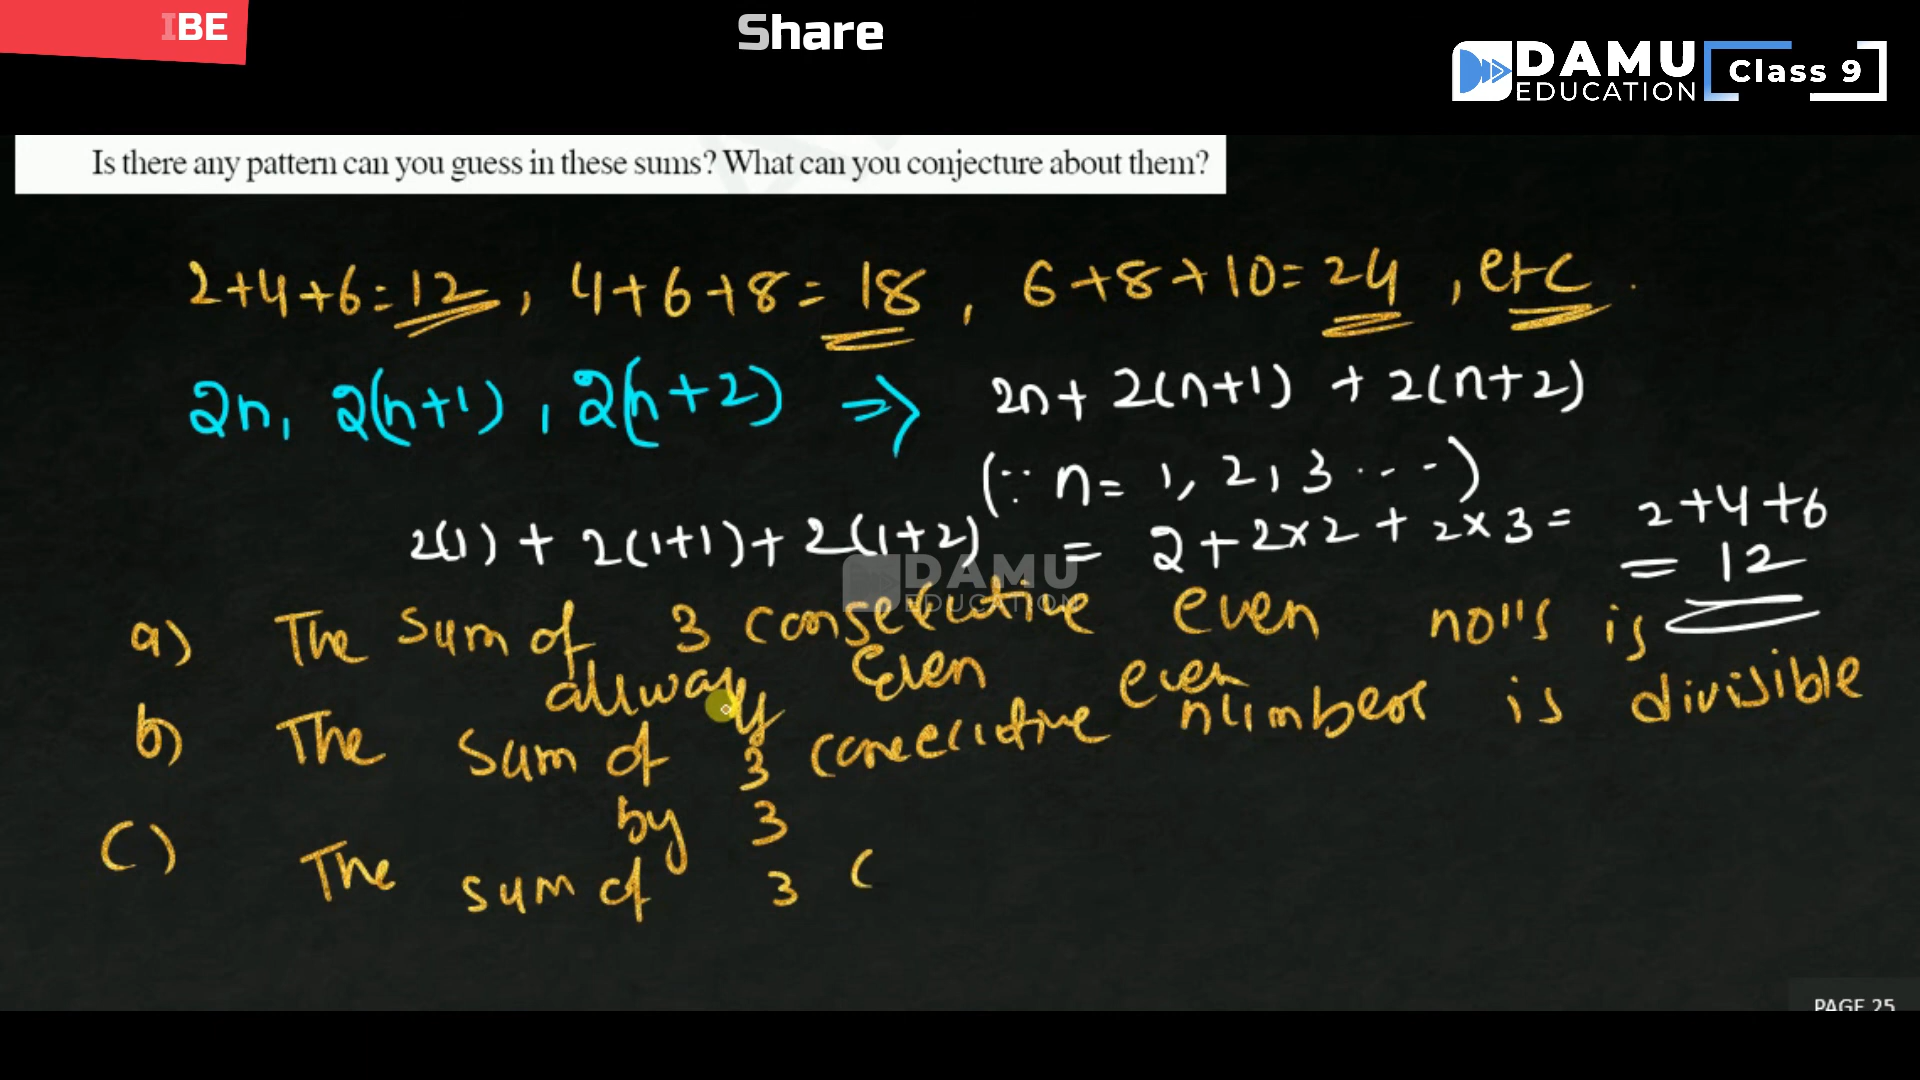 IBE
Share
DAMU
EDUCATION
Class 9
Is there any pattern can you guess in these sums? What can you conjecture about them?
2+4+6=12, 4+6+8=18, 6+8+10=24, etc.
2n, 2(n+1), 2(n+2) => 2n+ 2(n+1) + 2(n+2)
(∵ n= 1, 2, 3 ...)
2(1) + 2(1+1) + 2(1+2) = 2+2×2 + 2×3 = 2+4+6
= 12
DAMU
EDUCATION
a) The sum of 3 consecutive even no"s is
allways even
b) The sum of 3 consecutive even number is divisible
by 3
c) The sum of 3 c
PAGE 25